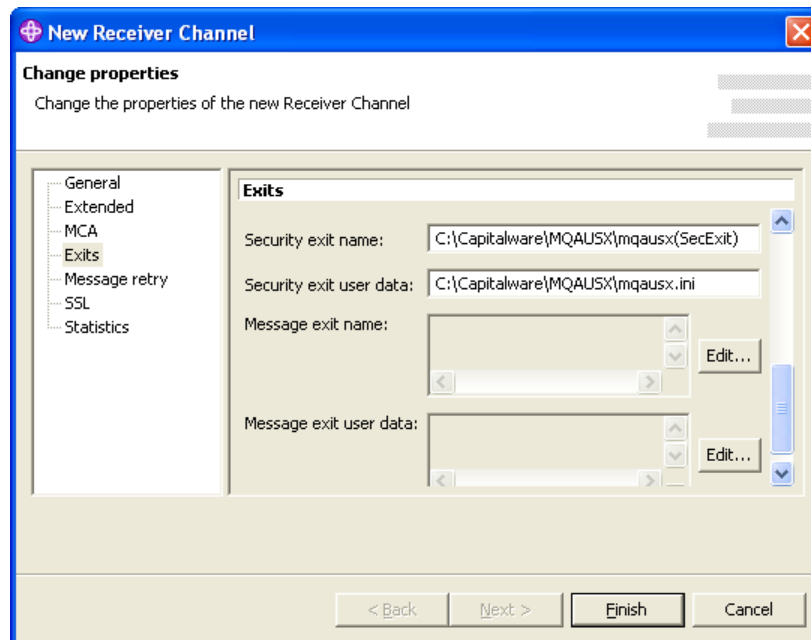 New Receiver Channel
Change properties
Change the properties of the new Receiver Channel
General
Extended
MCA
Exits
Message retry
SSL
Statistics
Exits
Security exit name: C:\Capitalware\MQAUSX\mqausx(SecExit)
Security exit user data: C:\Capitalware\MQAUSX\mqausx.ini
Message exit name:
Edit...
Message exit user data:
Edit...
< Back Next > Finish Cancel